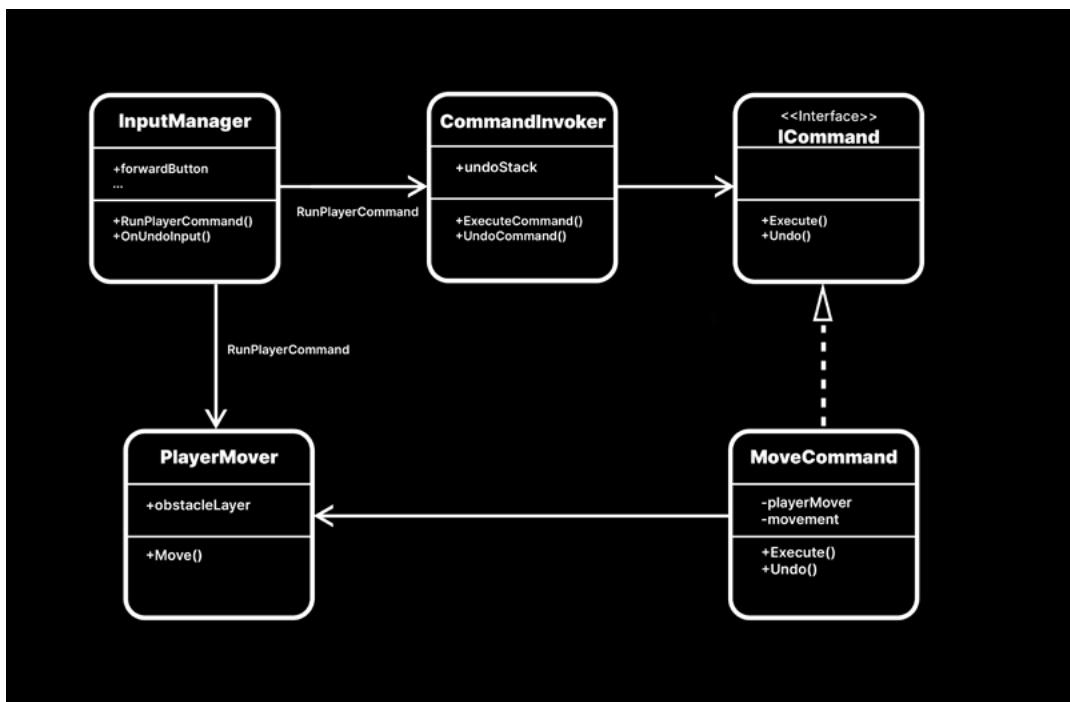 InputManager
+forwardButton
...
+RunPlayerCommand()
+OnUndoInput()
RunPlayerCommand
CommandInvoker
+undoStack
+ExecuteCommand()
+UndoCommand()
<<Interface>>
ICommand
+Execute()
+Undo()
RunPlayerCommand
PlayerMover
+obstacleLayer
+Move()
MoveCommand
-playerMover
-movement
+Execute()
+Undo()